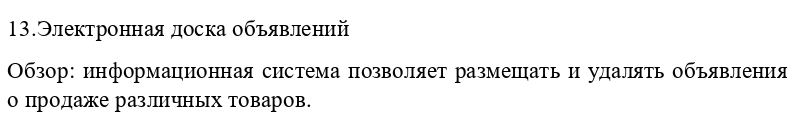 13.Электронная доска объявлений
Обзор: информационная система позволяет размещать и удалять объявления
о продаже различных товаров.